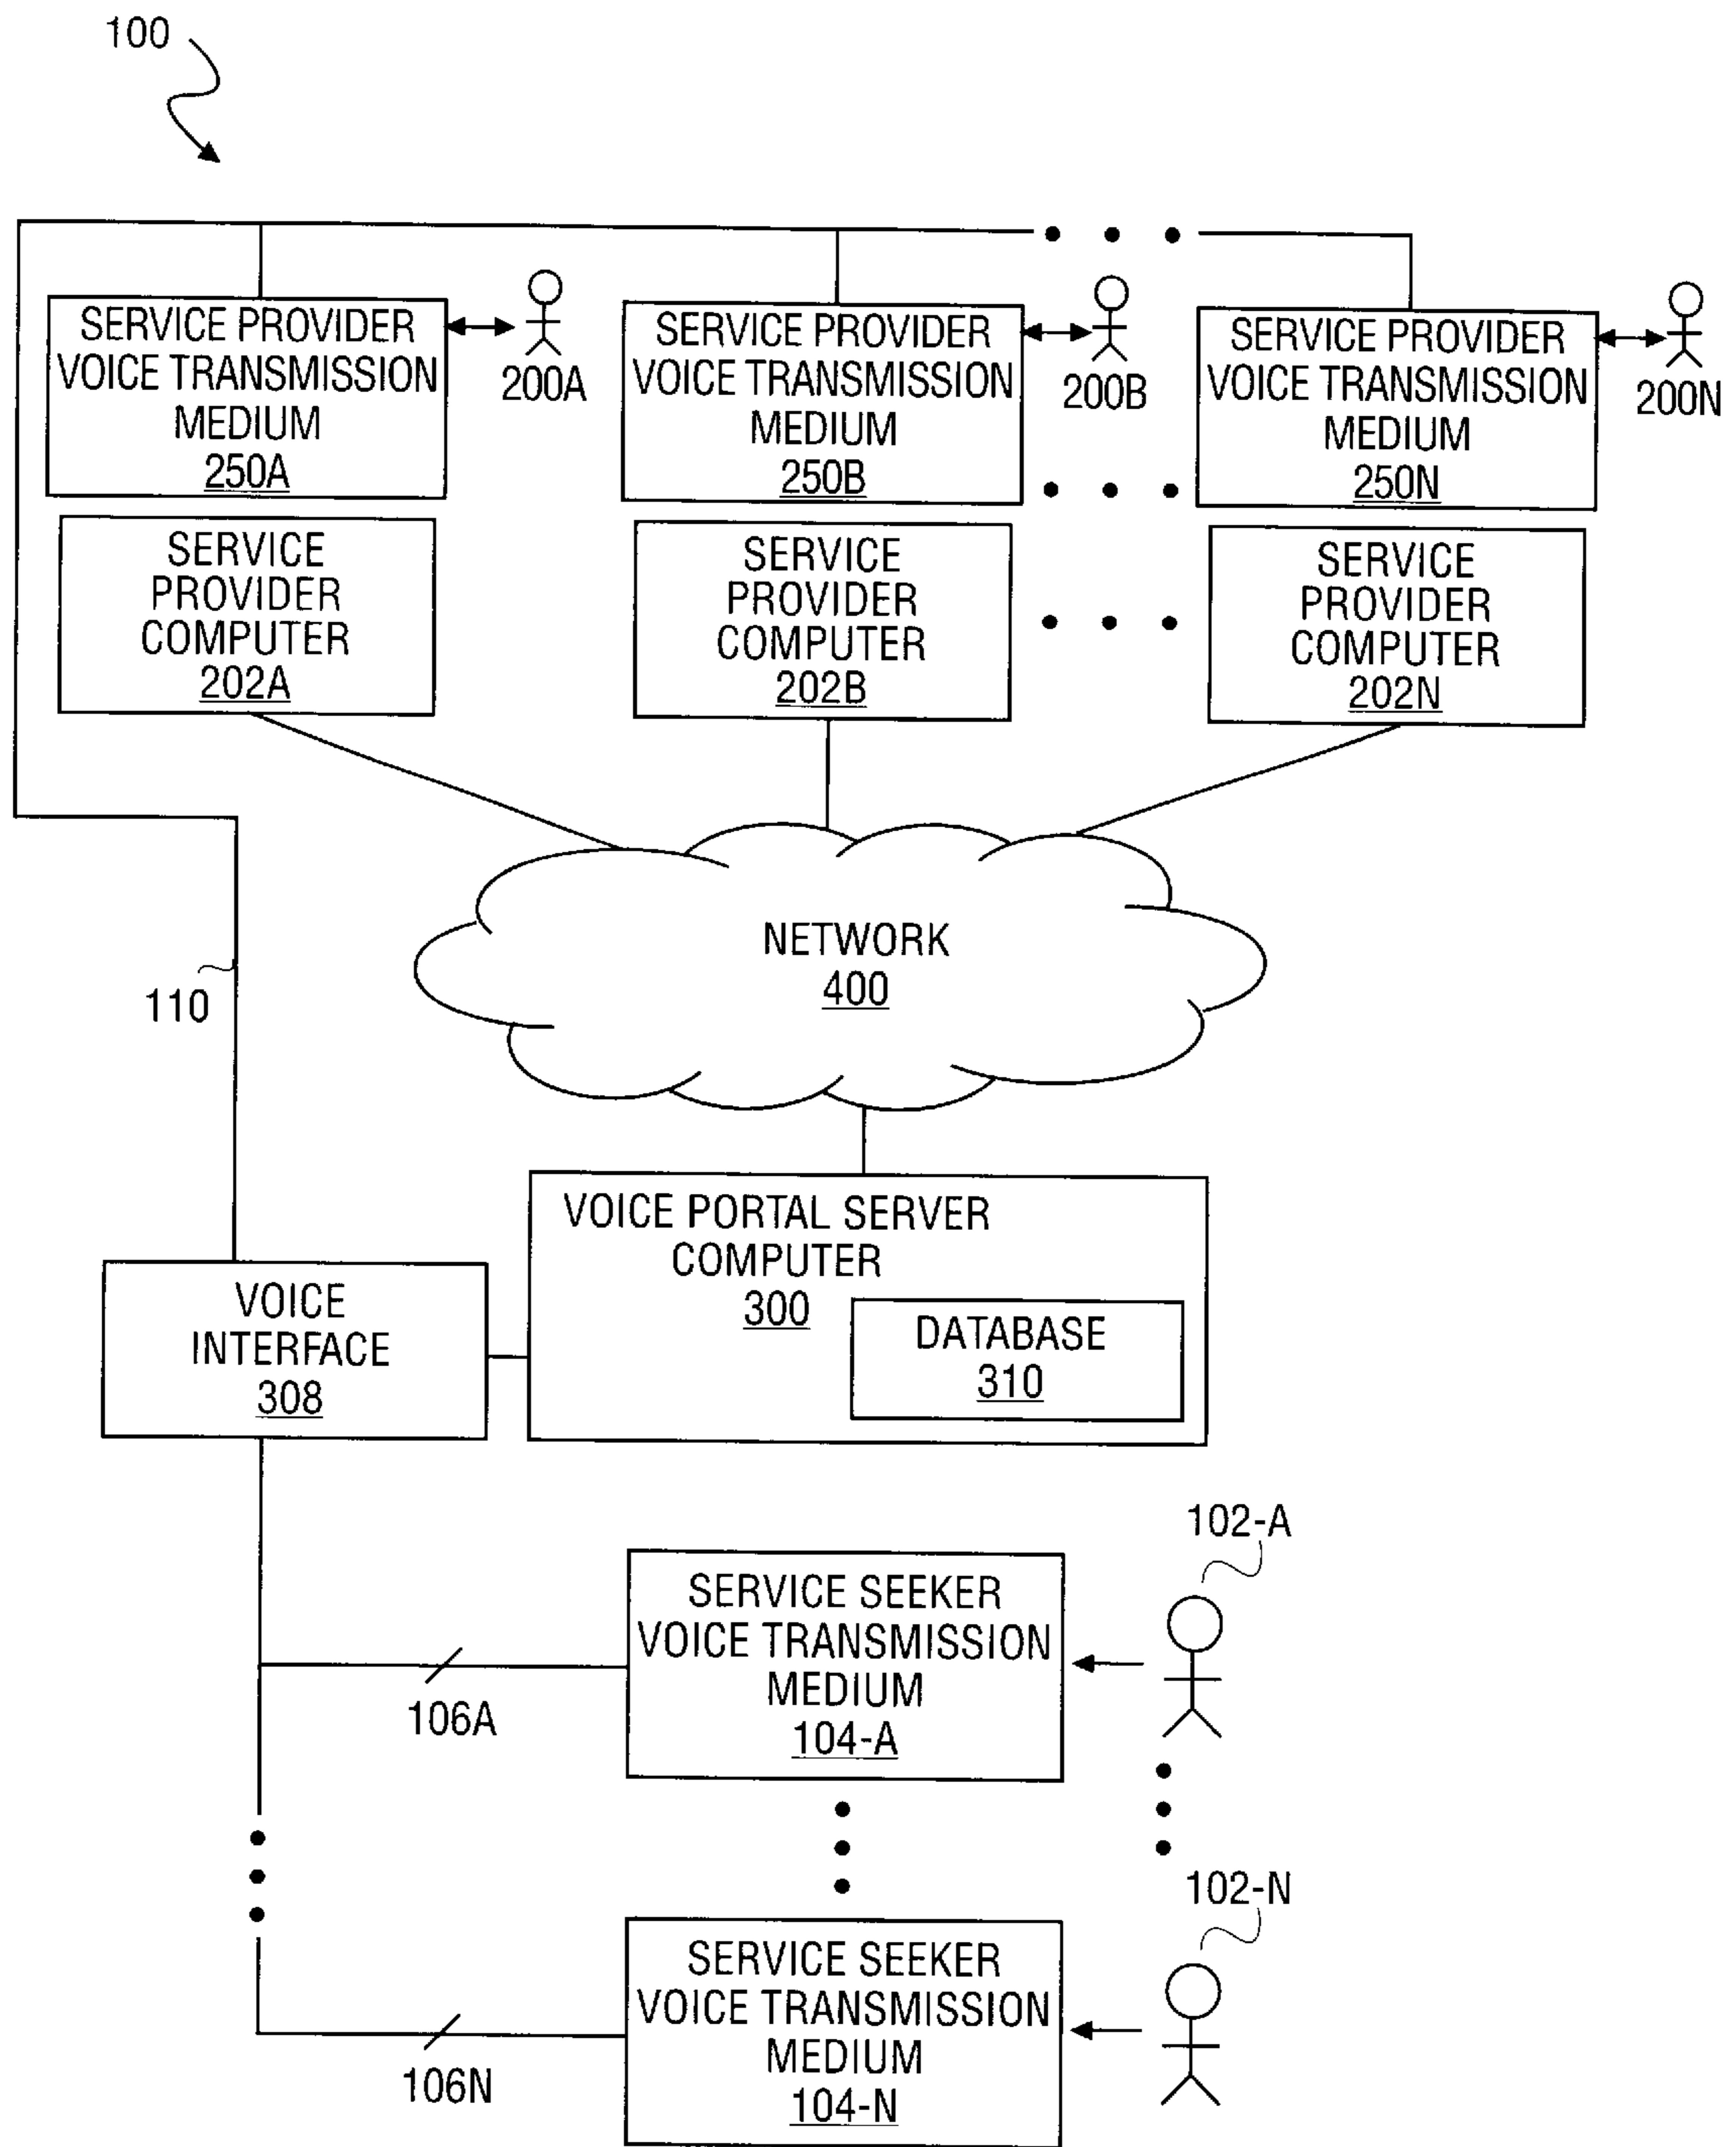 100
SERVICE PROVIDER
VOICE TRANSMISSION
MEDIUM
250A
200A
SERVICE PROVIDER
VOICE TRANSMISSION
MEDIUM
250B
200B
SERVICE PROVIDER
VOICE TRANSMISSION
MEDIUM
250N
200N
SERVICE
PROVIDER
COMPUTER
202A
SERVICE
PROVIDER
COMPUTER
202B
SERVICE
PROVIDER
COMPUTER
202N
NETWORK
400
110
VOICE PORTAL SERVER
COMPUTER
300
DATABASE
310
VOICE
INTERFACE
308
102-A
SERVICE SEEKER
VOICE TRANSMISSION
MEDIUM
104-A
106A
102-N
SERVICE SEEKER
VOICE TRANSMISSION
MEDIUM
104-N
106N